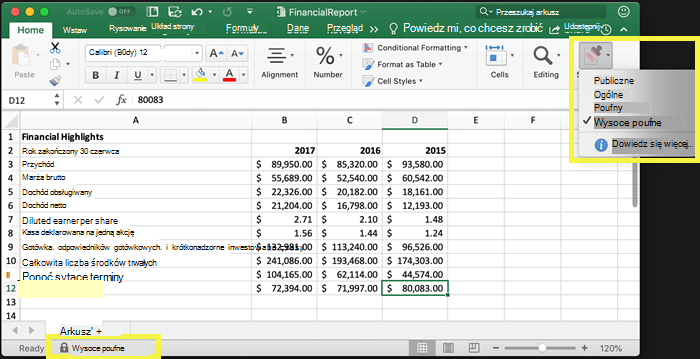 AutoSave OFF FinancialReport Przeszukaj arkusz
Home Wstaw Rysowanie Układ strony Formuły Dane Przegląd Powiedz mi, co chcesz zrobić Udostępnij
Paste Calibri (B0dy) 12 Alignment Number Conditional Formatting Format as Table Cell Styles Cells Editing
Publiczne
Ogólne
Poufny
Wysoce poufne
Dowiedz się więcej...
D12 fx 80083
A B C D E F
1 Financial Highlights
2 Rok zakończony 30 czerwca 2017 2016 2015
3 Przychód $ 89,950.00 $ 85,320.00 $ 93,580.00
4 Marża brutto $ 55,689.00 $ 52,540.00 $ 60,542.00
5 Dochód obsługiwany $ 22,326.00 $ 20,182.00 $ 18,161.00
6 Dochód netto $ 21,204.00 $ 16,798.00 $ 12,193.00
7 Diluted earner per share $ 2.71 $ 2.10 $ 1.48
8 Kasa deklarowana na jedną akcję $ 1.56 $ 1.44 $ 1.24
9 Gotówka. odpowiedników gotówkowych. i krótkonadzorne $ 132,981.00 $ 113,240.00 $ 96,526.00
10 Całkowita liczba środków trwałych $ 241,086.00 $ 193,468.00 $ 174,303.00
Ponoć sytące terminy $ 104,165.00 $ 62,114.00 $ 44,574.00
12 $ 72,394.00 $ 71,997.00 $ 80,083.00
13
14
Arkusz' +
Ready Wysoce poufne 120%